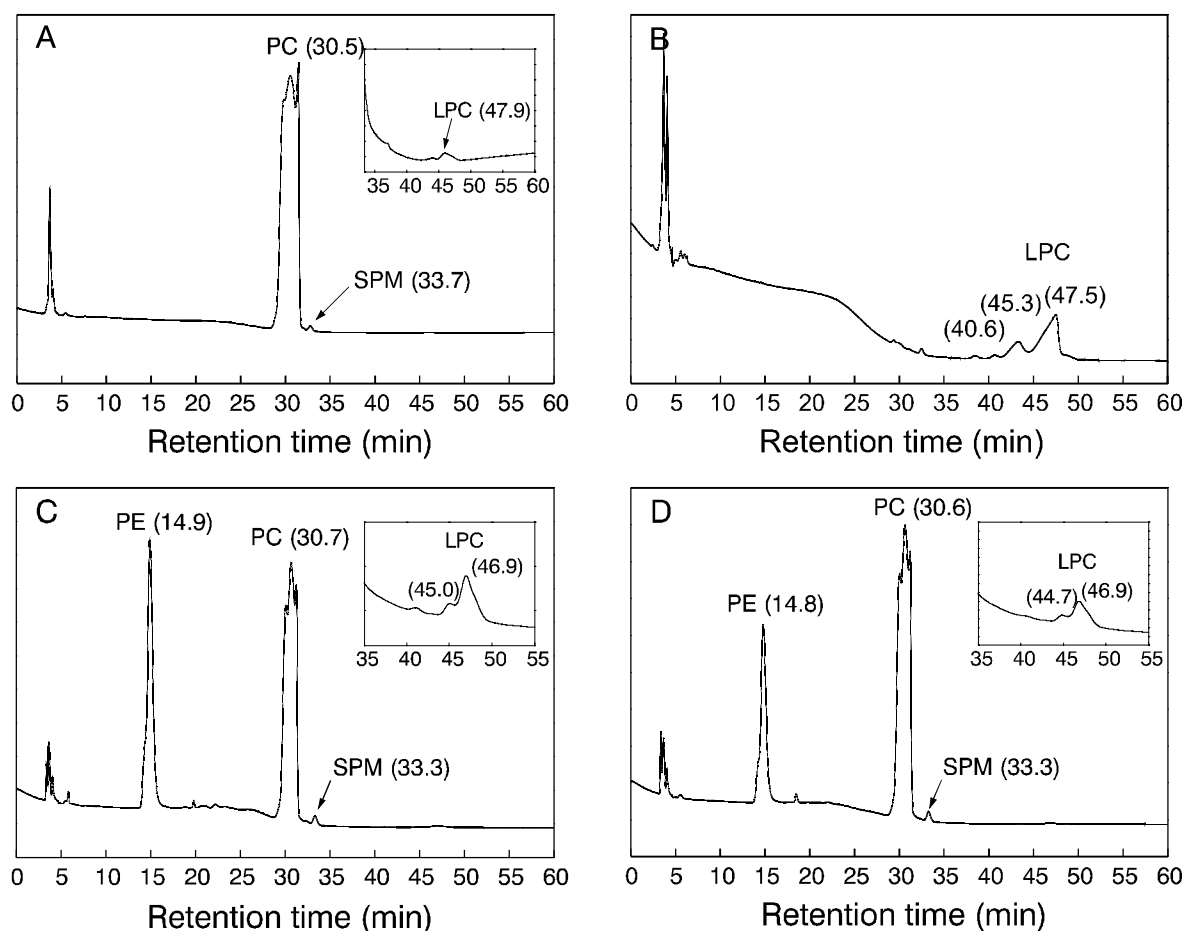 A
PC (30.5)
LPC (47.9)
35 40 45 50 55 60
SPM (33.7)
0 5 10 15 20 25 30 35 40 45 50 55 60
Retention time (min)
B
LPC
(47.5)
(45.3)
(40.6)
0 5 10 15 20 25 30 35 40 45 50 55 60
Retention time (min)
C
PE (14.9)
PC (30.7)
LPC
(46.9)
(45.0)
35 40 45 50 55
SPM (33.3)
0 5 10 15 20 25 30 35 40 45 50 55 60
Retention time (min)
D
PC (30.6)
LPC
(44.7) (46.9)
35 40 45 50 55
PE (14.8)
SPM (33.3)
0 5 10 15 20 25 30 35 40 45 50 55 60
Retention time (min)